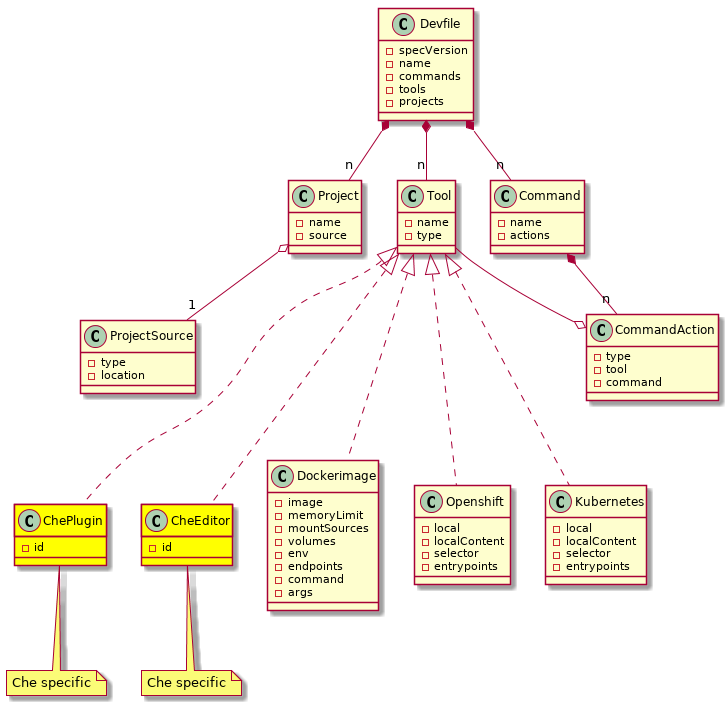 C Devfile
specVersion
name
commands
tools
projects
n
n
n
C Project
name
source
C Tool
name
type
C Command
name
actions
1
n
C ProjectSource
type
location
C CommandAction
type
tool
command
C ChePlugin
id
C CheEditor
id
C Dockerimage
image
memoryLimit
mountSources
volumes
env
endpoints
command
args
C Openshift
local
localContent
selector
entrypoints
C Kubernetes
local
localContent
selector
entrypoints
Che specific
Che specific